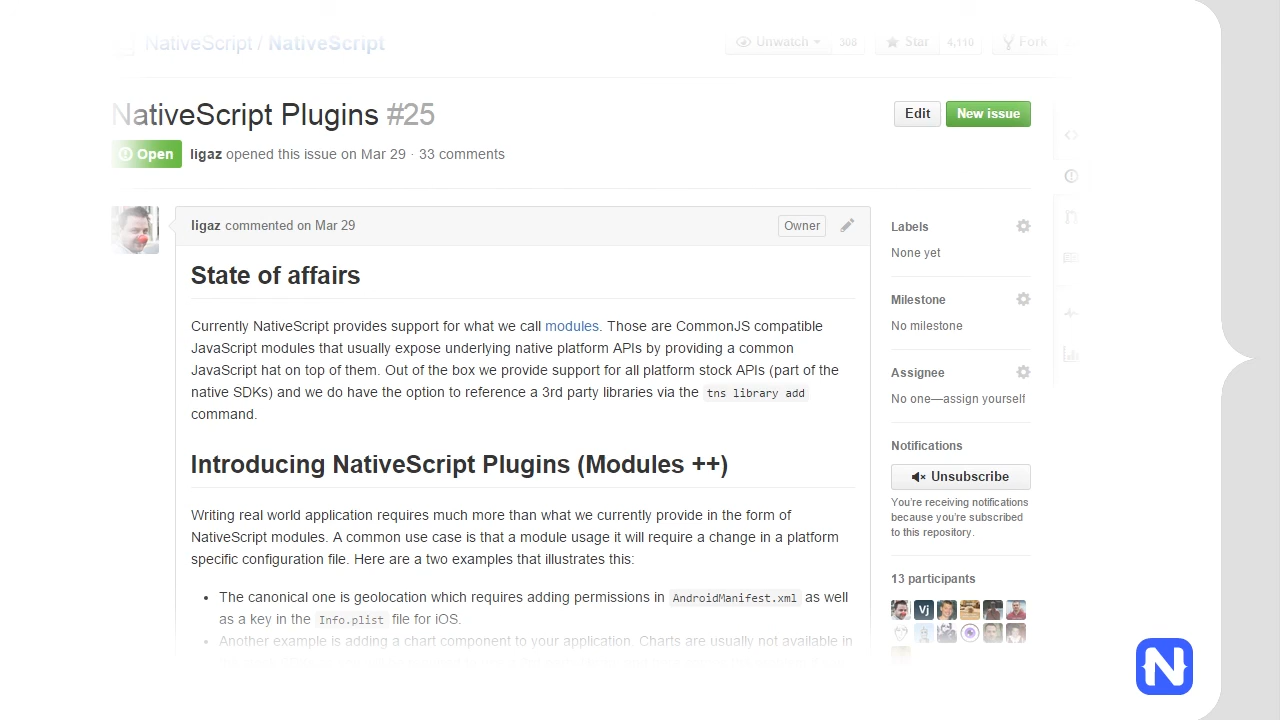 NativeScript / NativeScript
Unwatch 308 Star 4,110 Fork
NativeScript Plugins #25
Edit New issue
Open ligaz opened this issue on Mar 29 · 33 comments
ligaz commented on Mar 29
Owner
State of affairs
Currently NativeScript provides support for what we call modules. Those are CommonJS compatible
JavaScript modules that usually expose underlying native platform APIs by providing a common
JavaScript hat on top of them. Out of the box we provide support for all platform stock APIs (part of the
native SDKs) and we do have the option to reference a 3rd party libraries via the tns library add
command.
Introducing NativeScript Plugins (Modules ++)
Writing real world application requires much more than what we currently provide in the form of
NativeScript modules. A common use case is that a module usage it will require a change in a platform
specific configuration file. Here are a two examples that illustrates this:
The canonical one is geolocation which requires adding permissions in AndroidManifest.xml as well
as a key in the Info.plist file for iOS.
Another example is adding a chart component to your application. Charts are usually not available in
Labels
None yet
Milestone
No milestone
Assignee
No one—assign yourself
Notifications
Unsubscribe
You're receiving notifications
because you're subscribed
to this repository.
13 participants
Vj
N